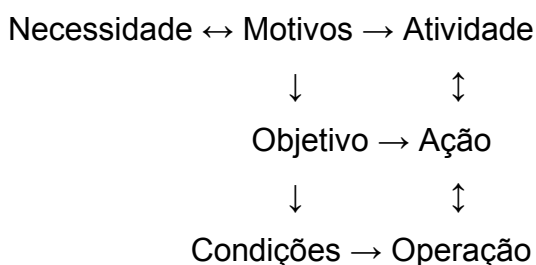 Necessidade ↔ Motivos → Atividade
↓ ↕
Objetivo → Ação
↓ ↕
Condições → Operação